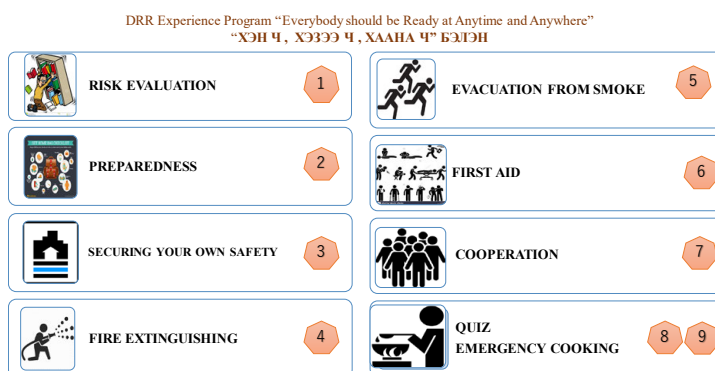 DRR Experience Program “Everybody should be Ready at Anytime and Anywhere”
“ХЭН Ч , ХЭЗЭЭ Ч , ХААНА Ч” БЭЛЭН
RISK EVALUATION
1
PREPAREDNESS
2
SECURING YOUR OWN SAFETY
3
FIRE EXTINGUISHING
4
EVACUATION FROM SMOKE
5
FIRST AID
6
COOPERATION
7
QUIZ
EMERGENCY COOKING
8 9